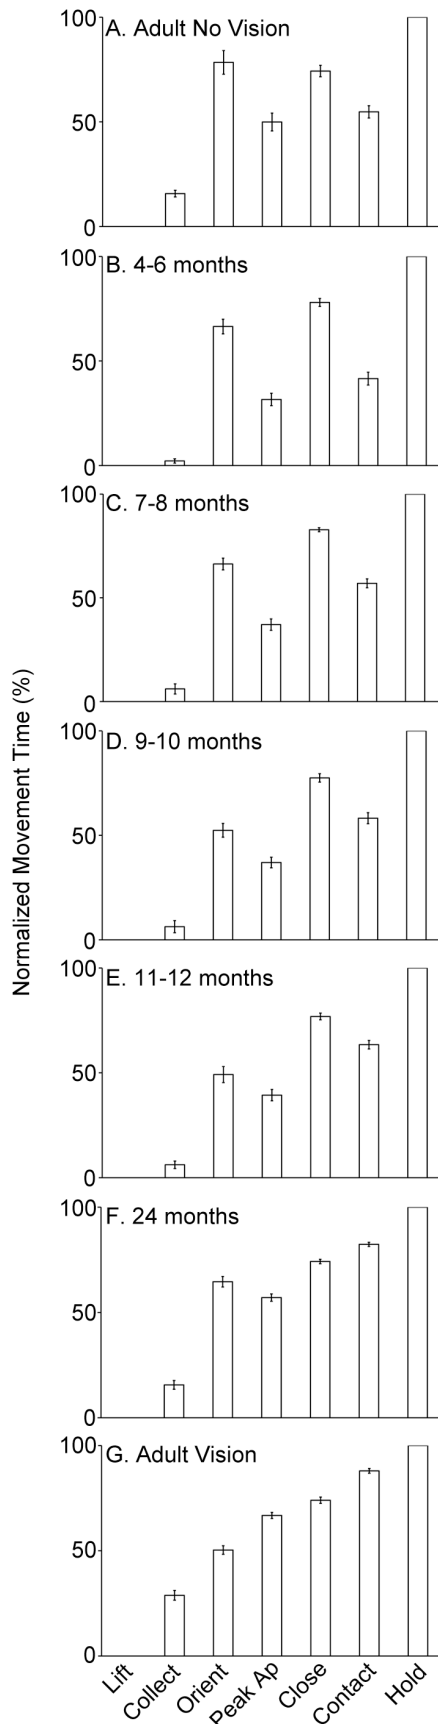 Normalized Movement Time (%)
A. Adult No Vision
100
50
0
B. 4-6 months
100
50
0
C. 7-8 months
100
50
0
D. 9-10 months
100
50
0
E. 11-12 months
100
50
0
F. 24 months
100
50
0
G. Adult Vision
100
50
0
Lift
Collect
Orient
Peak Ap
Close
Contact
Hold